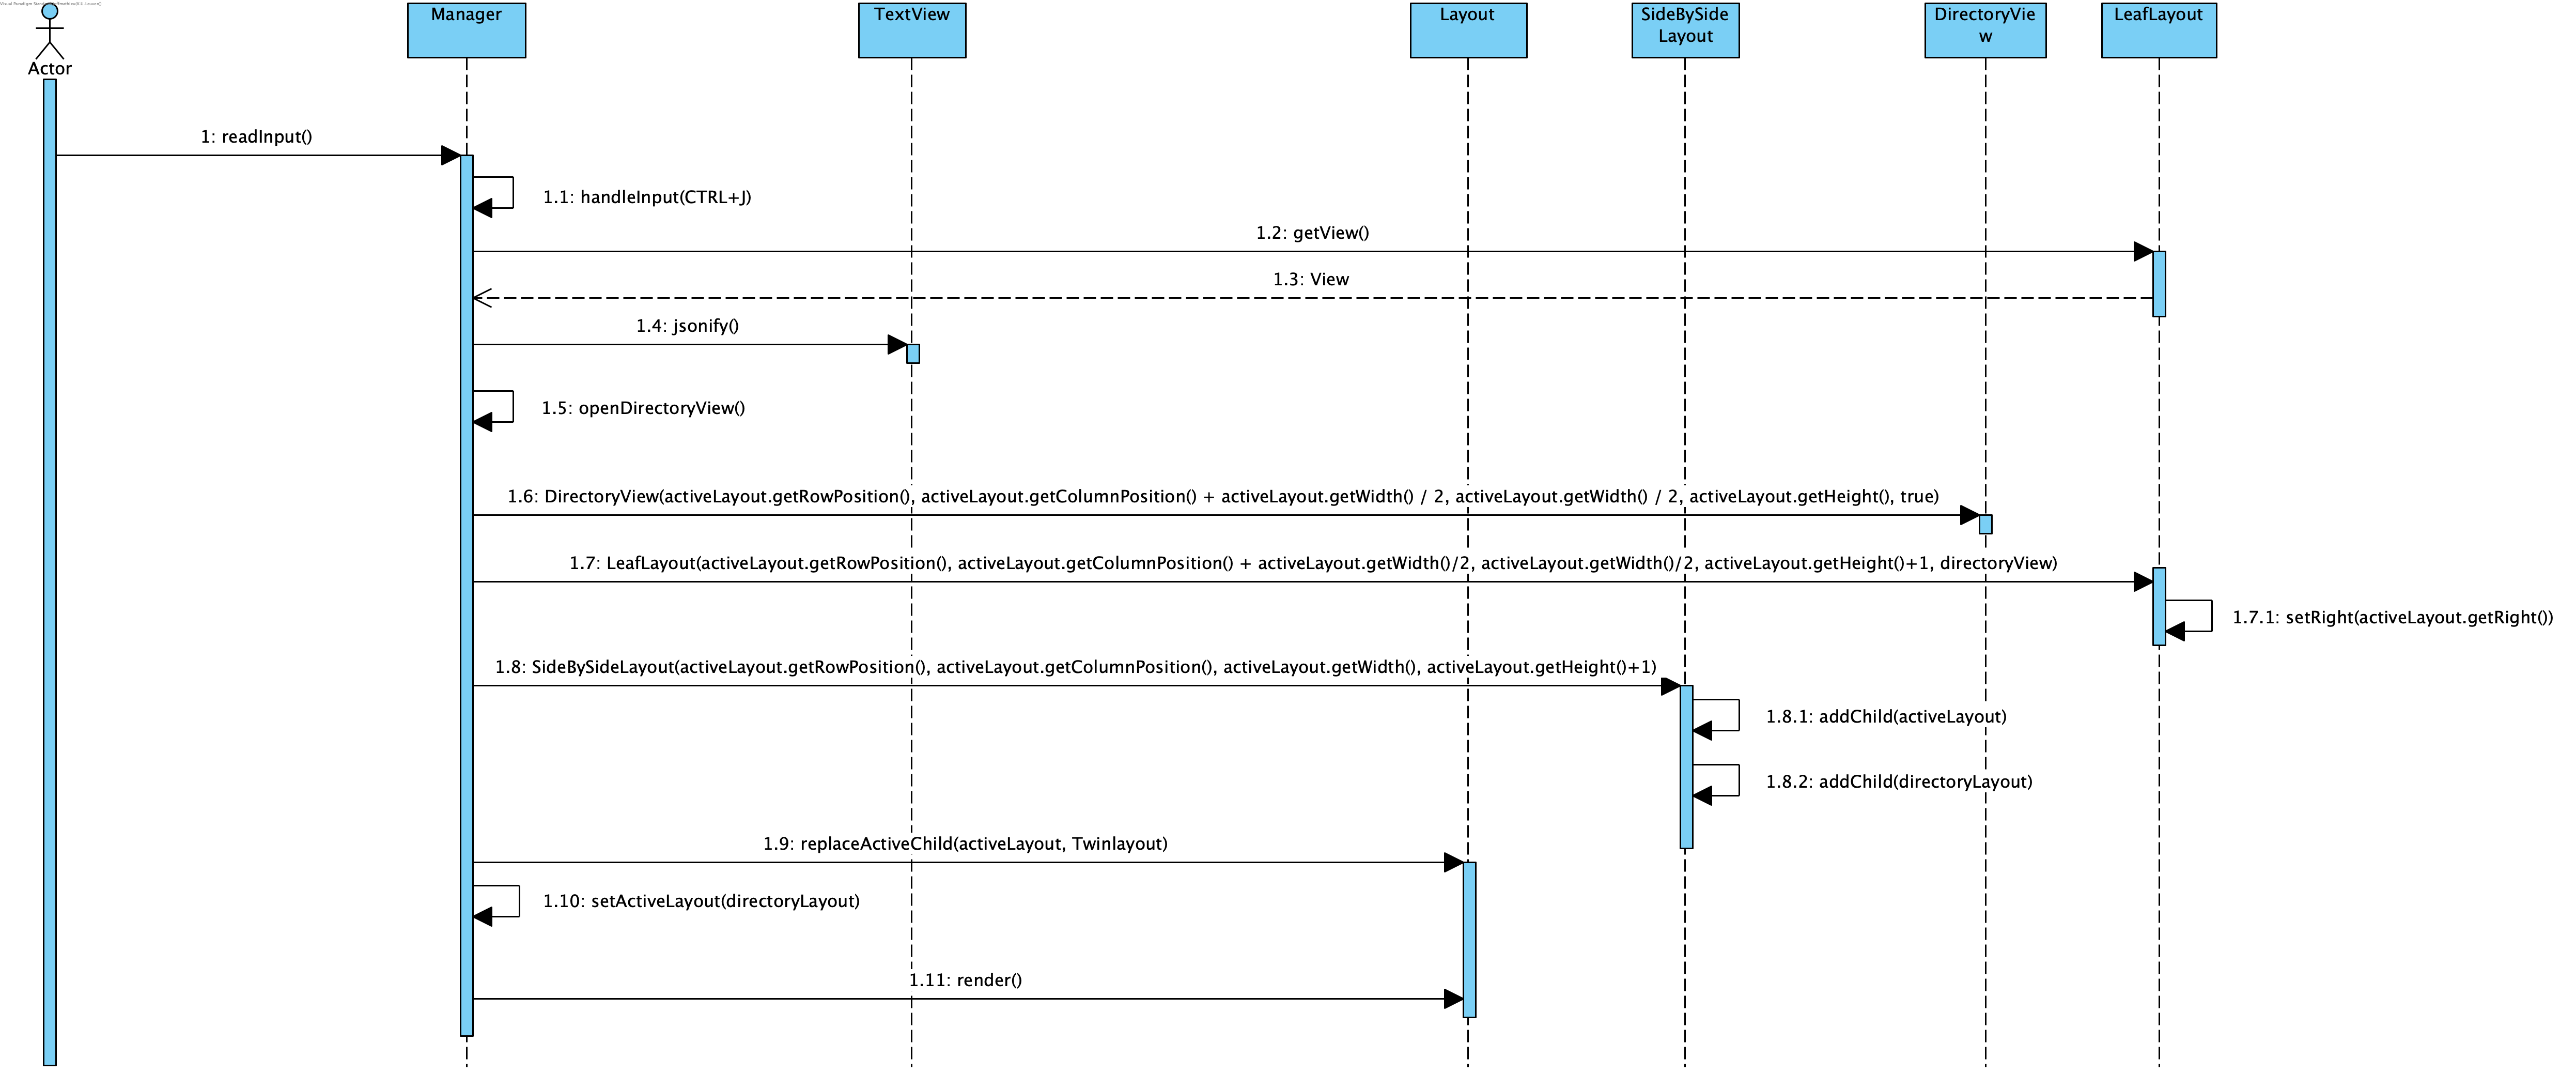 Actor
Manager
TextView
Layout
SideBySide
Layout
DirectoryVie
w
LeafLayout
1: readInput()
1.1: handleInput(CTRL+J)
1.2: getView()
1.3: View
1.4: jsonify()
1.5: openDirectoryView()
1.6: DirectoryView(activeLayout.getRowPosition(), activeLayout.getColumnPosition() + activeLayout.getWidth() / 2, activeLayout.getWidth() / 2, activeLayout.getHeight(), true)
1.7: LeafLayout(activeLayout.getRowPosition(), activeLayout.getColumnPosition() + activeLayout.getWidth()/2, activeLayout.getWidth()/2, activeLayout.getHeight()+1, directoryView)
1.7.1: setRight(activeLayout.getRight())
1.8: SideBySideLayout(activeLayout.getRowPosition(), activeLayout.getColumnPosition(), activeLayout.getWidth(), activeLayout.getHeight()+1)
1.8.1: addChild(activeLayout)
1.8.2: addChild(directoryLayout)
1.9: replaceActiveChild(activeLayout, Twinlayout)
1.10: setActiveLayout(directoryLayout)
1.11: render()